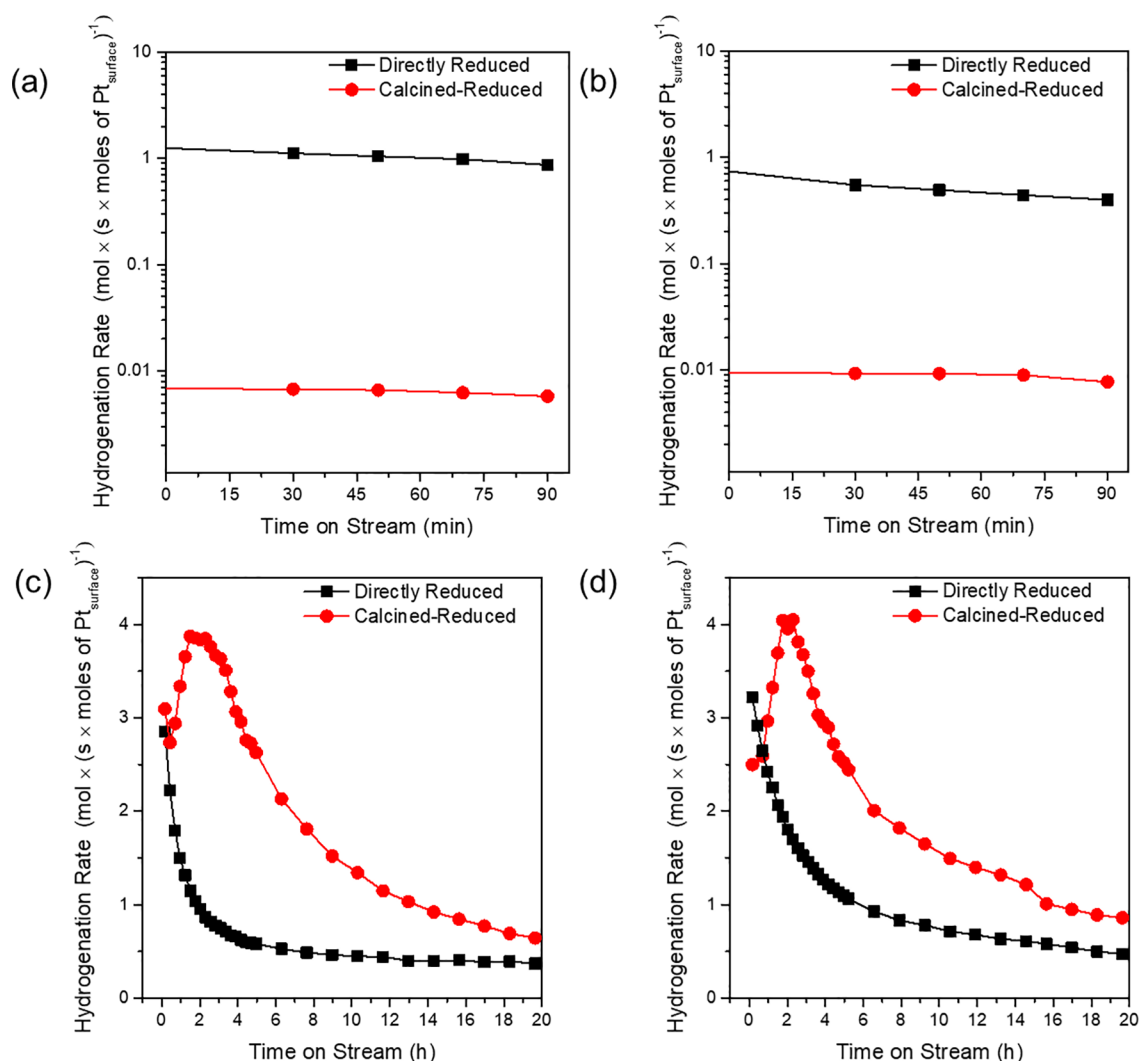 (a)
Hydrogenation Rate (mol × (s × moles of Pt_surface)^-1)
10
1
0.1
0.01
Directly Reduced
Calcined-Reduced
0 15 30 45 60 75 90
Time on Stream (min)
(b)
Hydrogenation Rate (mol × (s × moles of Pt_surface)^-1)
10
1
0.1
0.01
Directly Reduced
Calcined-Reduced
0 15 30 45 60 75 90
Time on Stream (min)
(c)
Hydrogenation Rate (mol × (s × moles of Pt_surface)^-1)
4
3
2
1
0
Directly Reduced
Calcined-Reduced
0 2 4 6 8 10 12 14 16 18 20
Time on Stream (h)
(d)
Hydrogenation Rate (mol × (s × moles of Pt_surface)^-1)
4
3
2
1
0
Directly Reduced
Calcined-Reduced
0 2 4 6 8 10 12 14 16 18 20
Time on Stream (h)